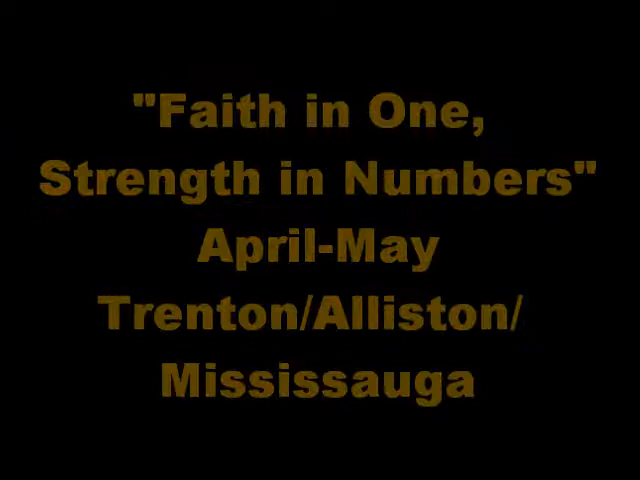 "Faith in One,
Strength in Numbers"
April-May
Trenton/Alliston/
Mississauga